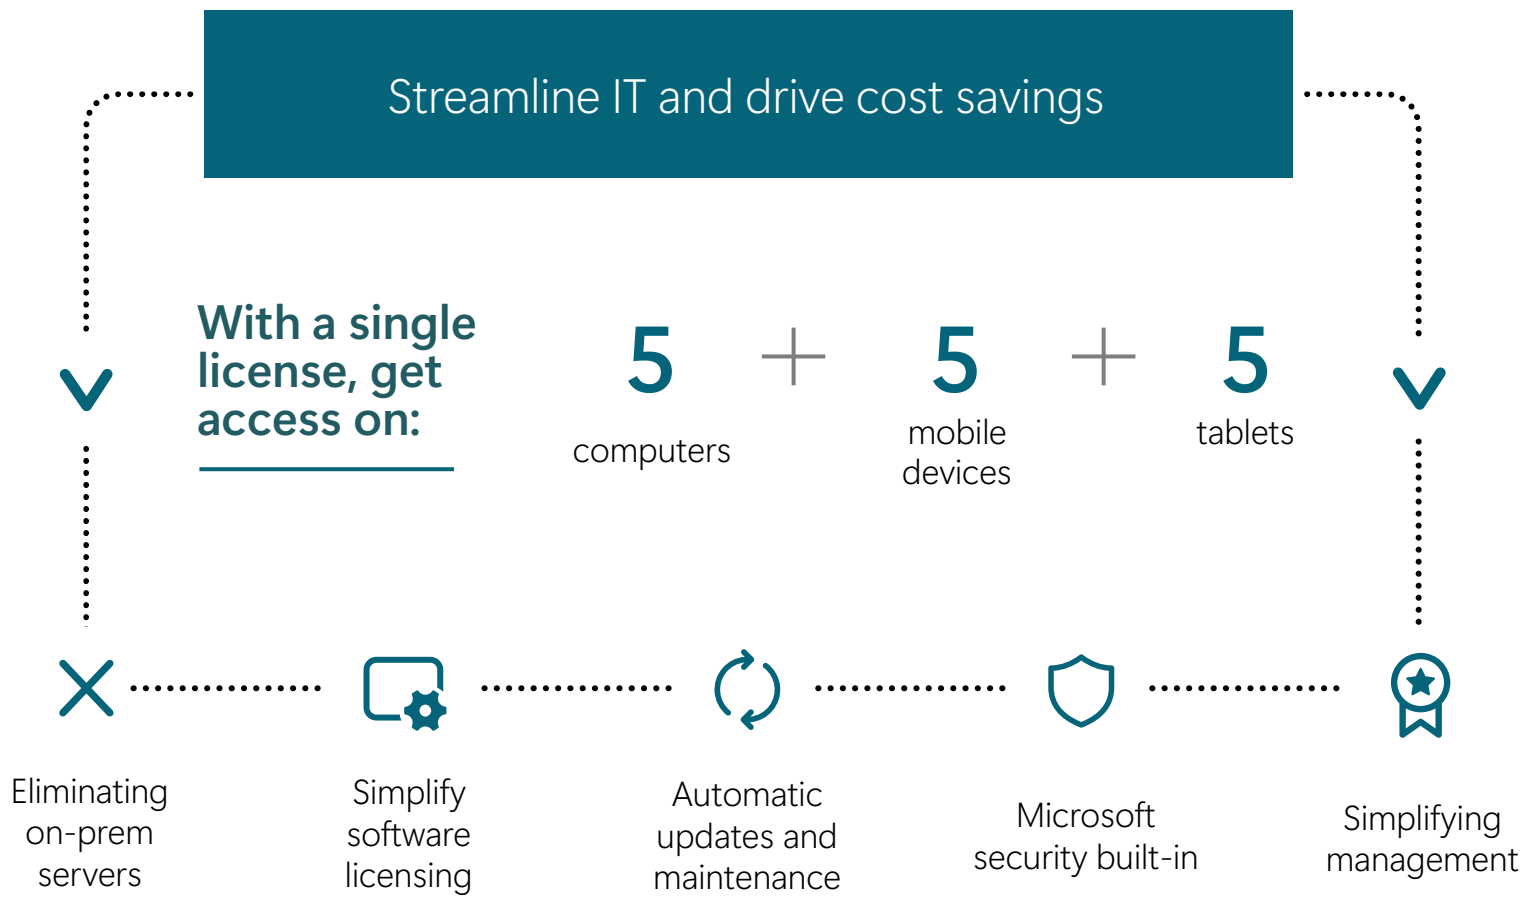 Streamline IT and drive cost savings
With a single
license, get
access on:
5
computers
5
mobile
devices
5
tablets
Eliminating
on-prem
servers
Simplify
software
licensing
Automatic
updates and
maintenance
Microsoft
security built-in
Simplifying
management